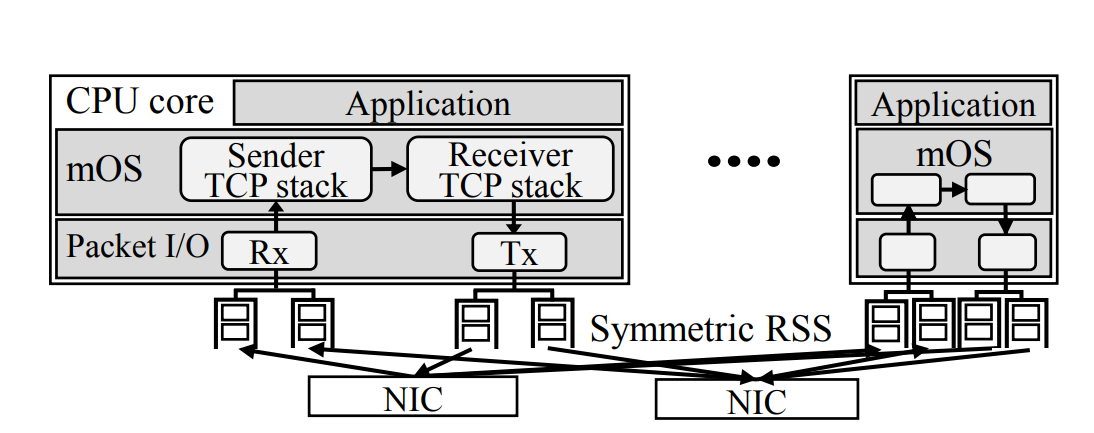 CPU core
Application
mOS
Sender
TCP stack
Receiver
TCP stack
Packet I/O
Rx
Tx
Application
mOS
Symmetric RSS
NIC
NIC